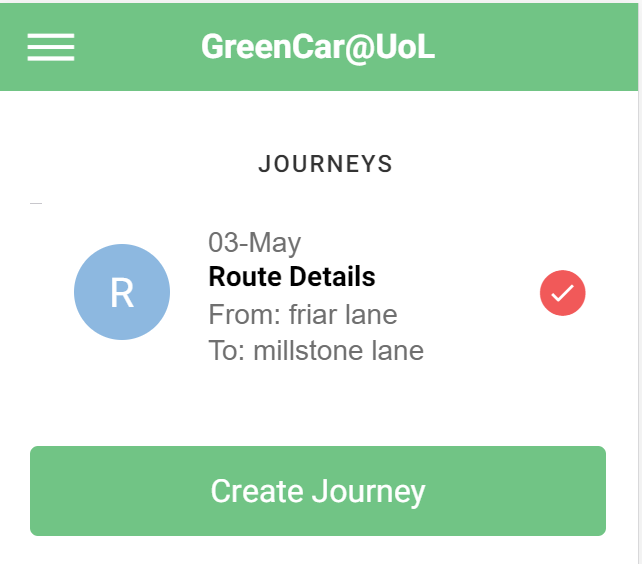 GreenCar@UoL
JOURNEYS
03-May
R
Route Details
From: friar lane
To: millstone lane
Create Journey